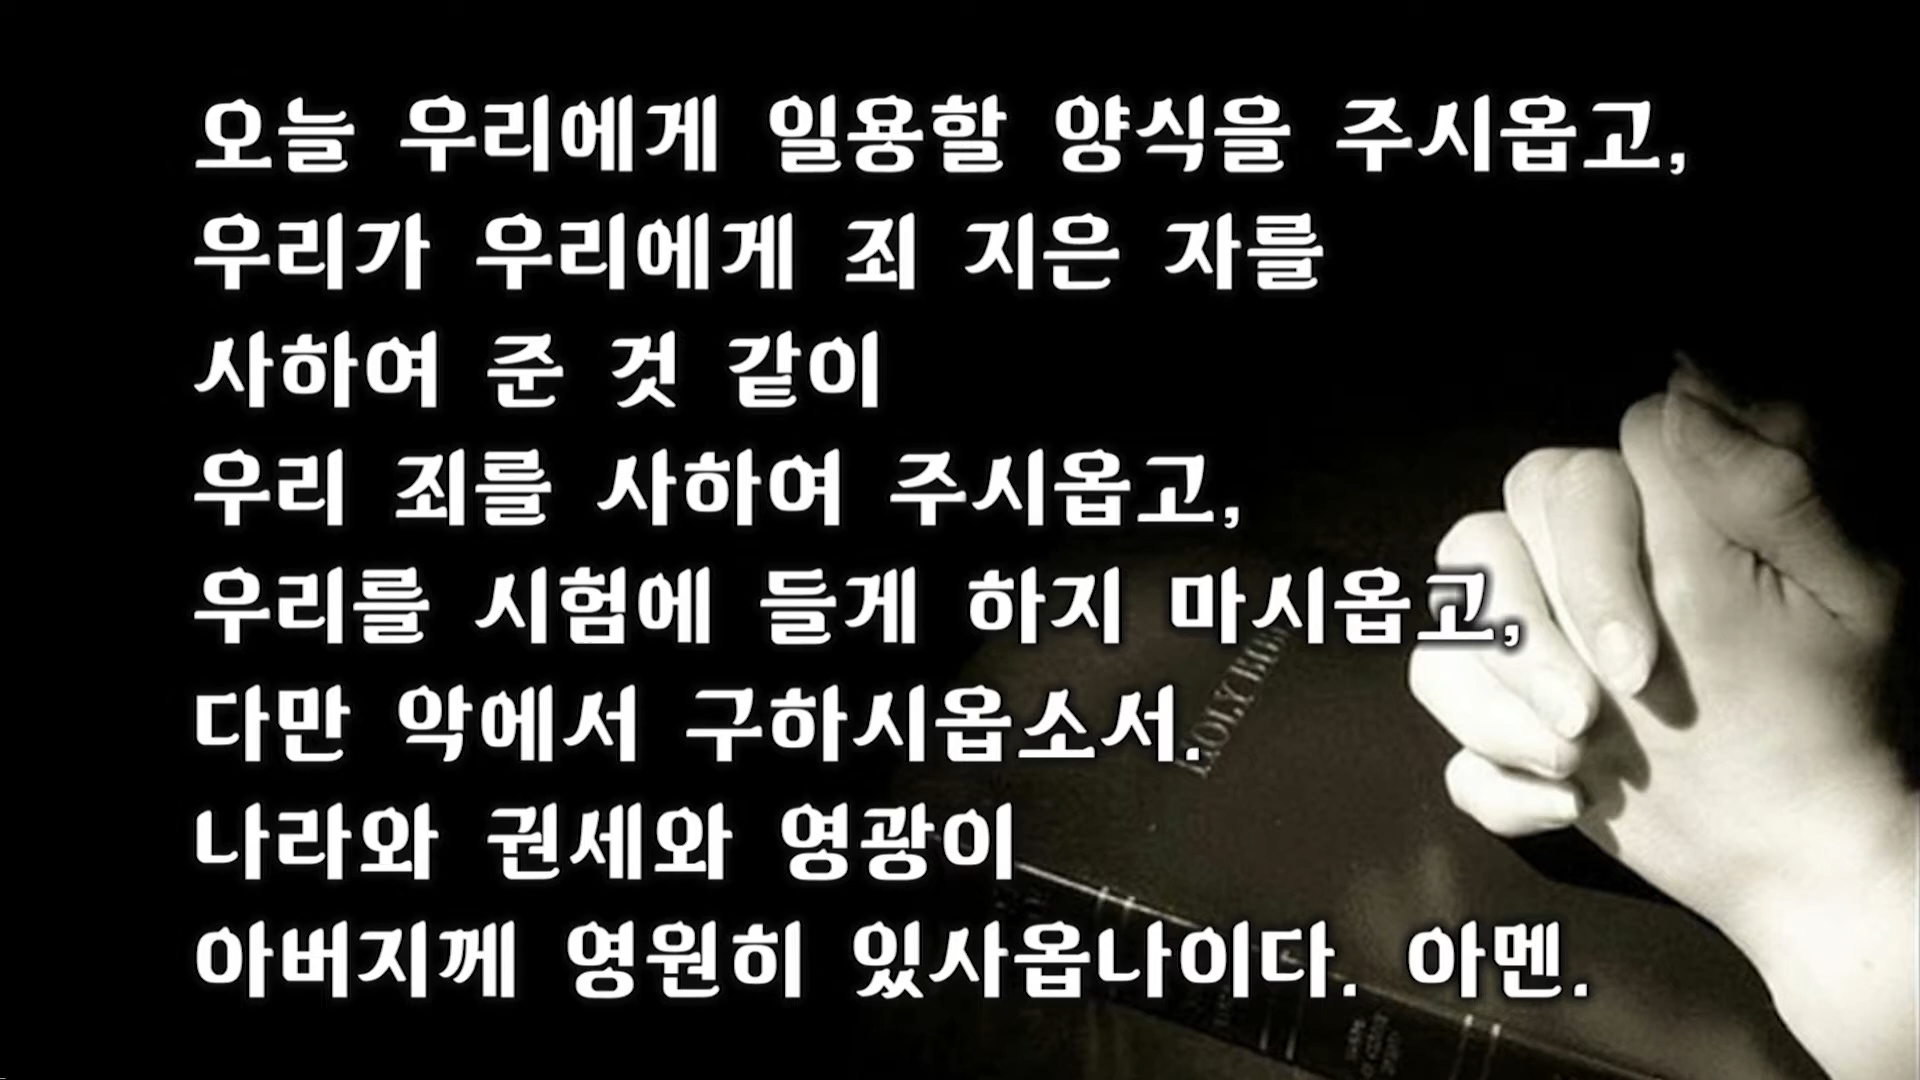 오늘 우리에게 일용할 양식을 주시옵고,
우리가 우리에게 죄 지은 자를
사하여 준 것 같이
우리 죄를 사하여 주시옵고,
우리를 시험에 들게 하지 마시옵고,
다만 악에서 구하시옵소서.
나라와 권세와 영광이
아버지께 영원히 있사옵나이다. 아멘.
HOLY